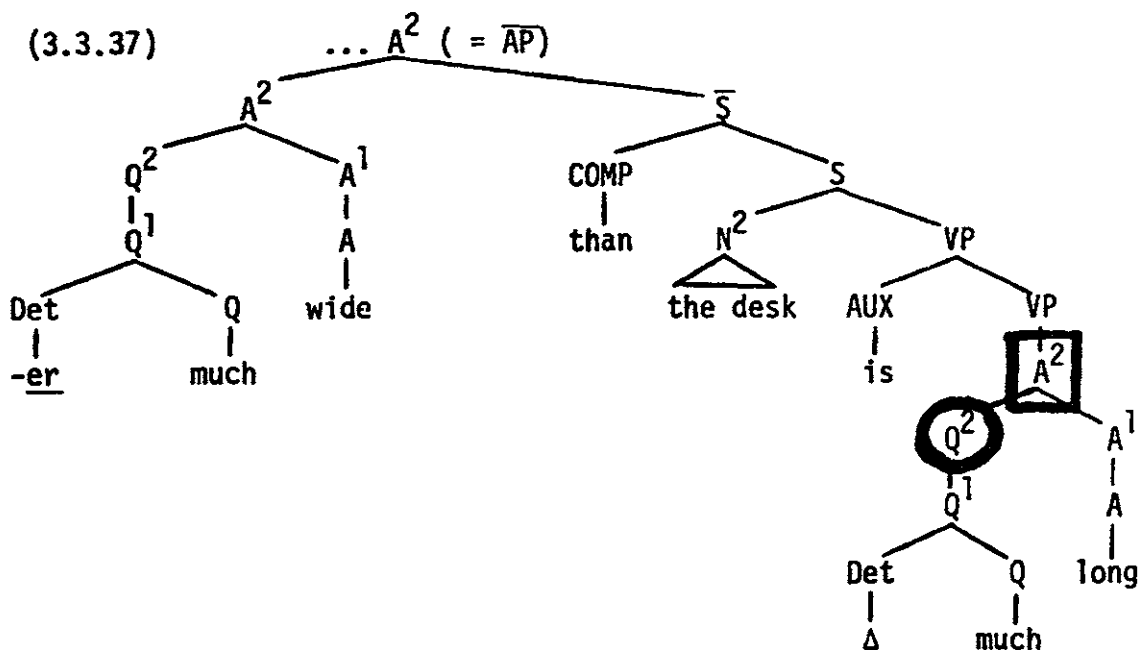 (3.3.37) ... A² ( = A̅P̅)
A² S̅
Q² A¹ COMP S
Q¹ A than N² VP
Det Q wide the desk AUX VP
-er much is A²
Q² A¹
Q¹ A
Det Q long
Δ much